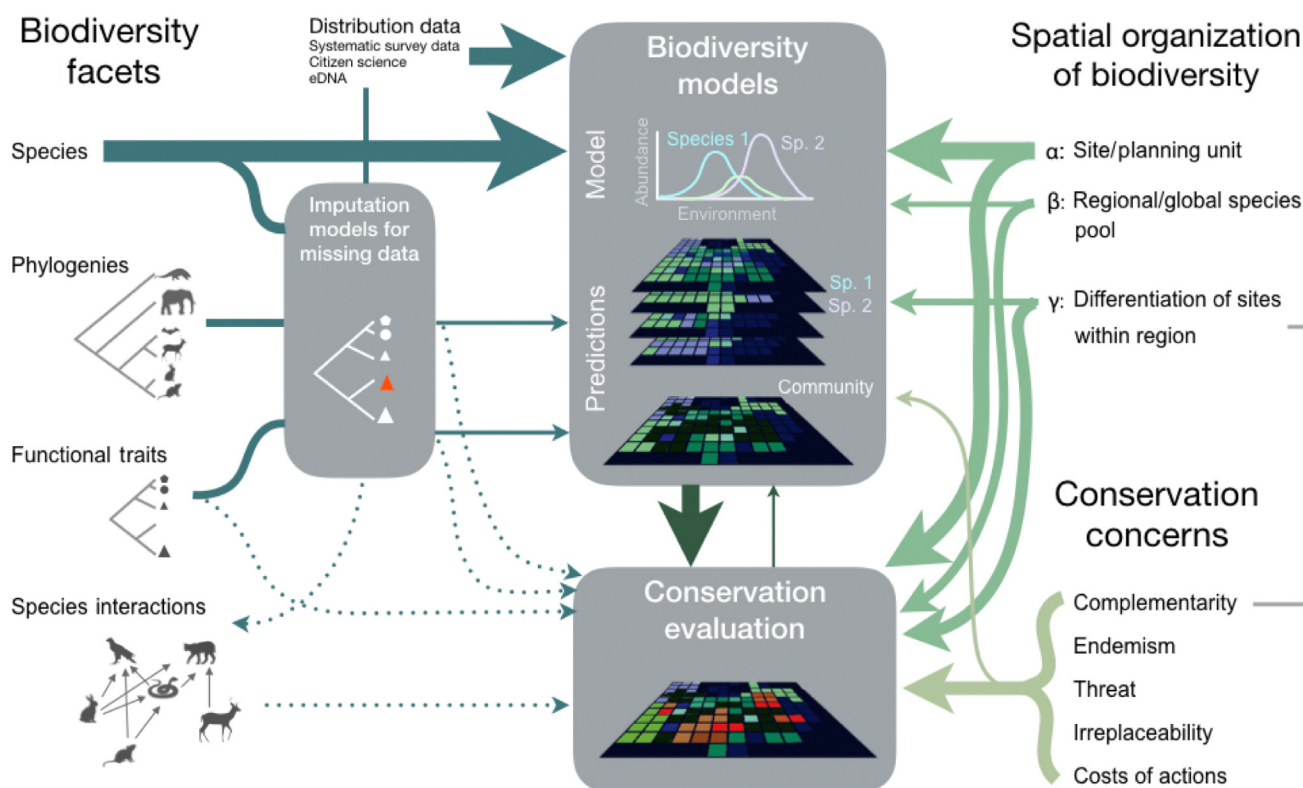 Biodiversity
facets
Distribution data
Systematic survey data
Citizen science
eDNA
Species
Phylogenies
Functional traits
Species interactions
Imputation
models for
missing data
Biodiversity
models
Model
Abundance
Species 1
Sp. 2
Environment
Predictions
Sp. 1
Sp. 2
Community
Conservation
evaluation
Spatial organization
of biodiversity
α: Site/planning unit
β: Regional/global species
pool
γ: Differentiation of sites
within region
Conservation
concerns
Complementarity
Endemism
Threat
Irreplaceability
Costs of actions